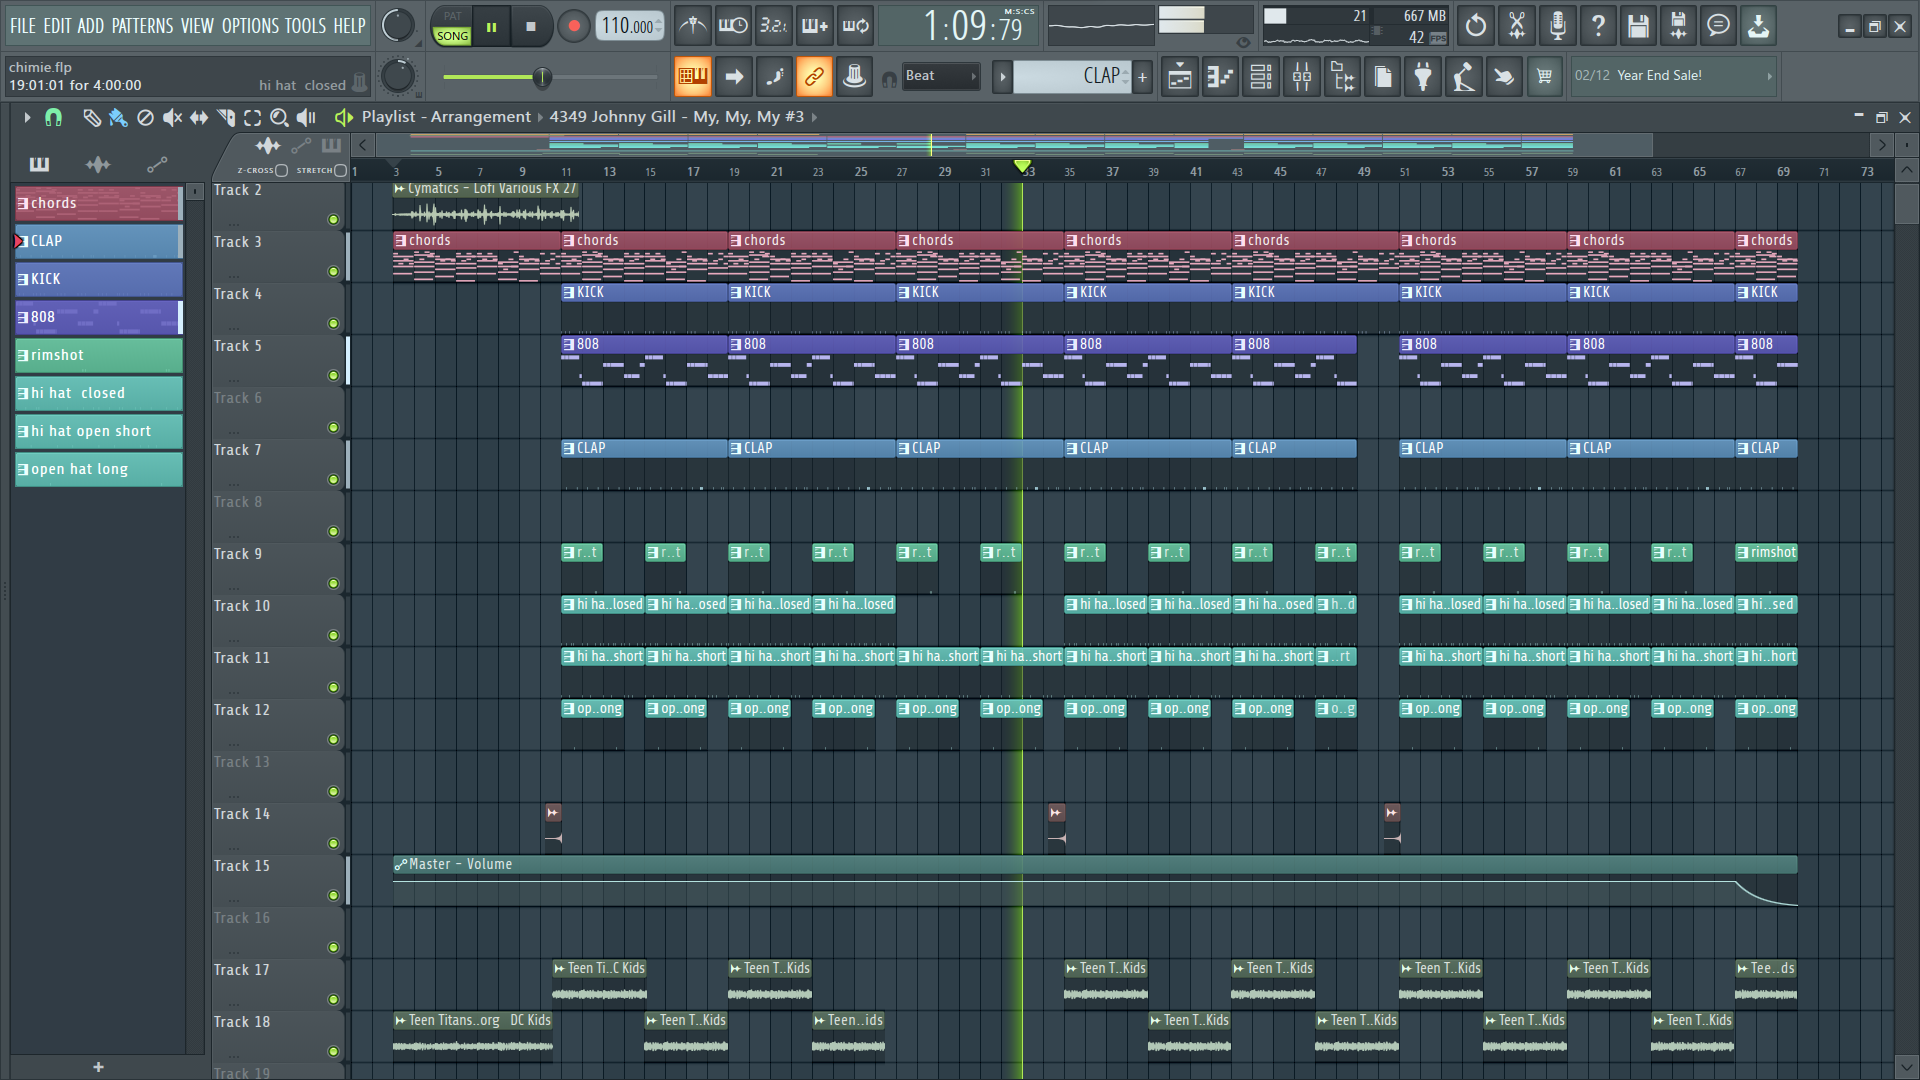 FILE EDIT ADD PATTERNS VIEW OPTIONS TOOLS HELP
PAT
SONG
110.000
3.2.1
1:09:79
M:S:CS
21
667 MB
42 FPS
chimie.flp
19:01:01 for 4:00:00
hi hat closed
Beat
CLAP
02/12 Year End Sale!
Playlist - Arrangement 4349 Johnny Gill - My, My, My #3
Z-CROSS STRETCH
1 3 5 7 9 11 13 15 17 19 21 23 25 27 29 31 33 35 37 39 41 43 45 47 49 51 53 55 57 59 61 63 65 67 69 71 73
chords
CLAP
KICK
808
rimshot
hi hat closed
hi hat open short
open hat long
Track 2 Cymatics - Lofi Various FX 27
Track 3 chords chords chords chords chords chords chords chords chords
Track 4 KICK KICK KICK KICK KICK KICK KICK KICK
Track 5 808 808 808 808 808 808 808 808
Track 6
Track 7 CLAP CLAP CLAP CLAP CLAP CLAP CLAP CLAP
Track 8
Track 9 r..t r..t r..t r..t r..t r..t r..t r..t r..t r..t r..t r..t r..t r..t rimshot
Track 10 hi ha..losed hi ha..osed hi ha..losed hi ha..losed hi ha..losed hi ha..losed hi ha..osed h..d hi ha..losed hi ha..losed hi ha..losed hi ha..losed hi..sed
Track 11 hi ha..short hi ha..short hi ha..short hi ha..short hi ha..short hi ha..short hi ha..short hi ha..short hi ha..short ..rt hi ha..short hi ha..short hi ha..short hi ha..short hi..hort
Track 12 op..ong op..ong op..ong op..ong op..ong op..ong op..ong op..ong op..ong o..g op..ong op..ong op..ong op..ong op..ong
Track 13
Track 14
Track 15 Master - Volume
Track 16
Track 17 Teen Ti..C Kids Teen T..Kids Teen T..Kids Teen T..Kids Teen T..Kids Teen T..Kids Tee..ds
Track 18 Teen Titans..org DC Kids Teen T..Kids Teen..ids Teen T..Kids Teen T..Kids Teen T..Kids Teen T..Kids
Track 19